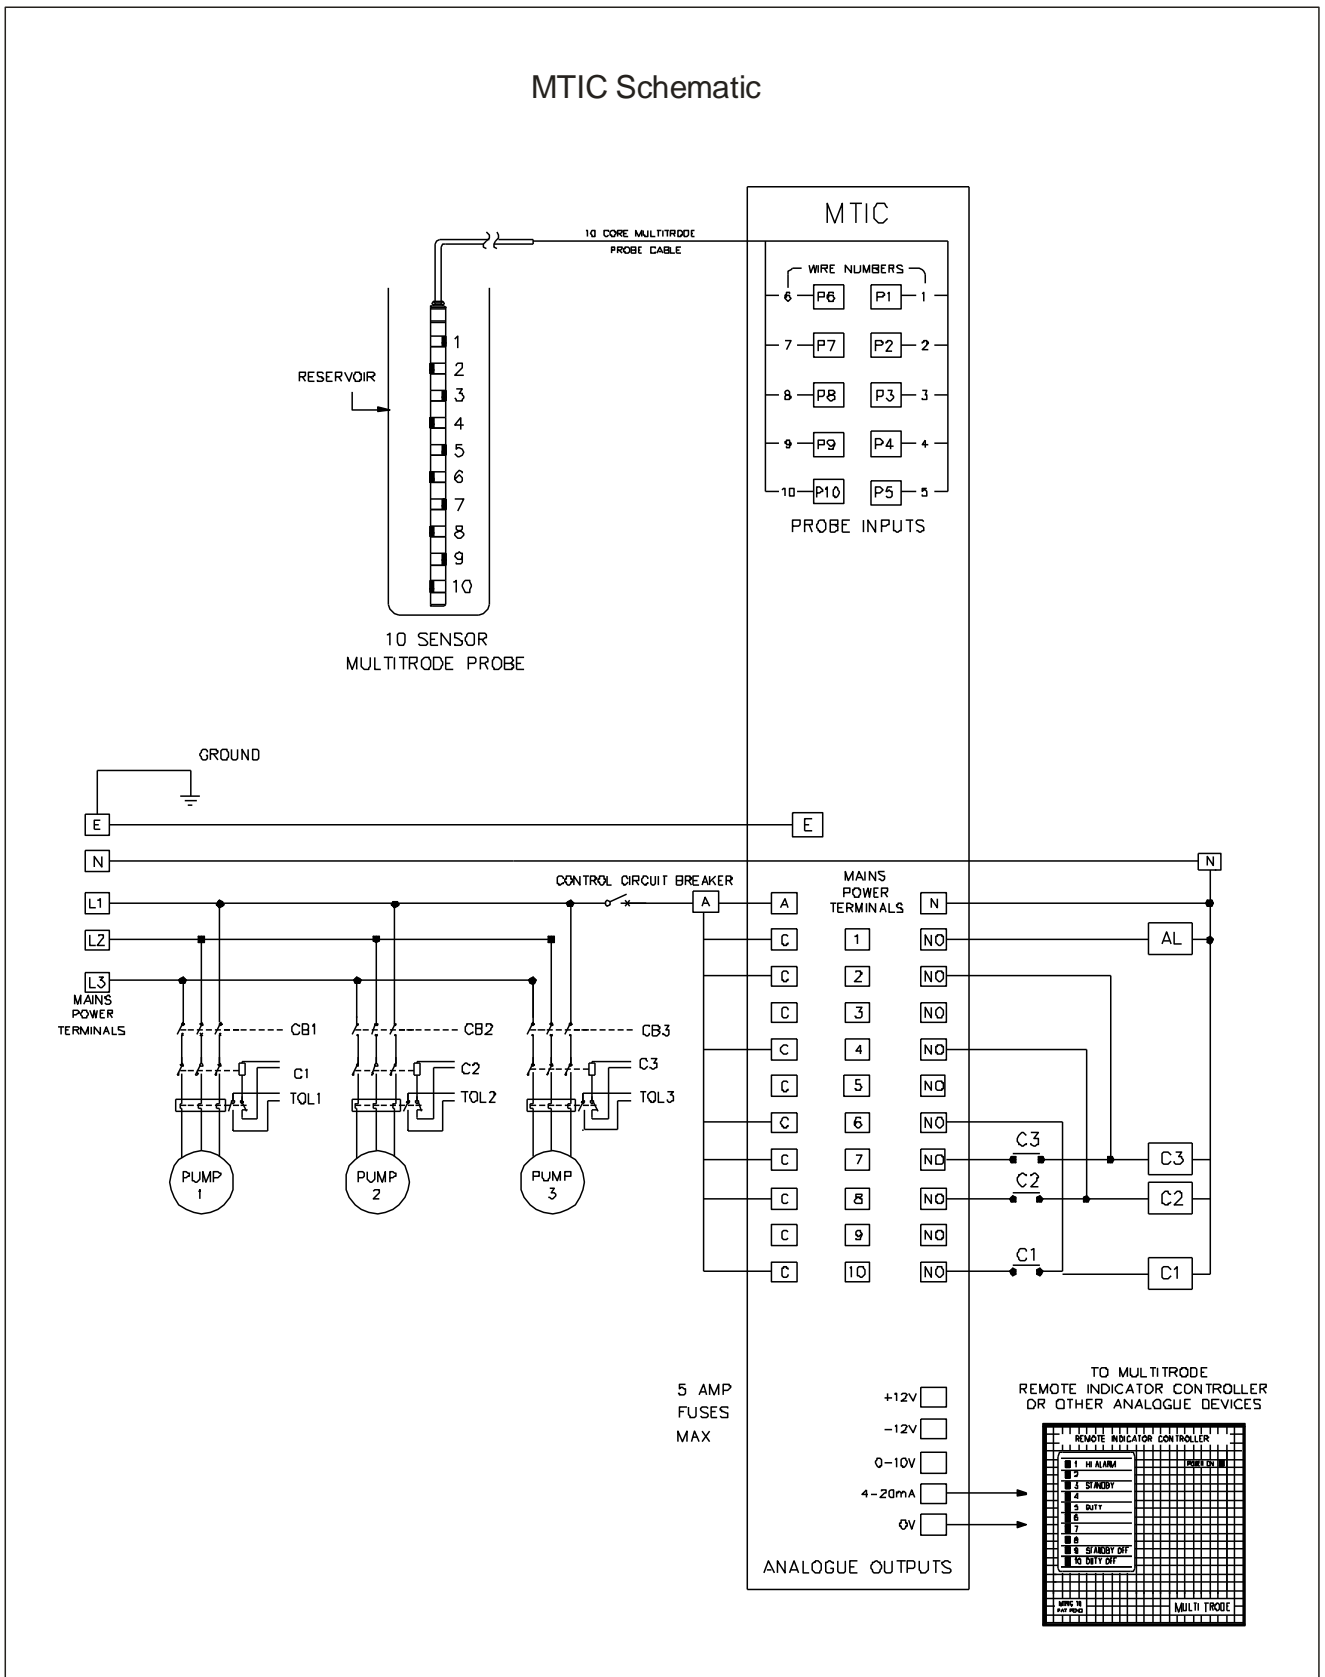 MTIC Schematic
MTIC
10 CORE MULTITRODE
PROBE CABLE
WIRE NUMBERS
6 P6 P1 1
7 P7 P2 2
8 P8 P3 3
9 P9 P4 4
10 P10 P5 5
PROBE INPUTS
RESERVOIR
1
2
3
4
5
6
7
8
9
10
10 SENSOR
MULTITRODE PROBE
GROUND
E E
N N
CONTROL CIRCUIT BREAKER
MAINS
POWER
TERMINALS
L1 A A N
L2 C 1 NO AL
L3 C 2 NO
MAINS
POWER
TERMINALS
C 3 NO
CB1 CB2 CB3
C 4 NO
C1 C2 C3
C 5 NO
TOL1 TOL2 TOL3
C 6 NO
C3
C 7 NO C3
PUMP
1
PUMP
2
PUMP
3
C2
C 8 NO C2
C 9 NO
C1
C 10 NO C1
5 AMP
FUSES
MAX
+12V
-12V
0-10V
4-20mA
0V
ANALOGUE OUTPUTS
TO MULTITRODE
REMOTE INDICATOR CONTROLLER
OR OTHER ANALOGUE DEVICES
REMOTE INDICATOR CONTROLLER
1 HI ALARM
POWER ON
2
3 STANDBY
4
5 DUTY
6
7
8
9 STANDBY OFF
10 DUTY OFF
PAT PEND
MULTI TRODE